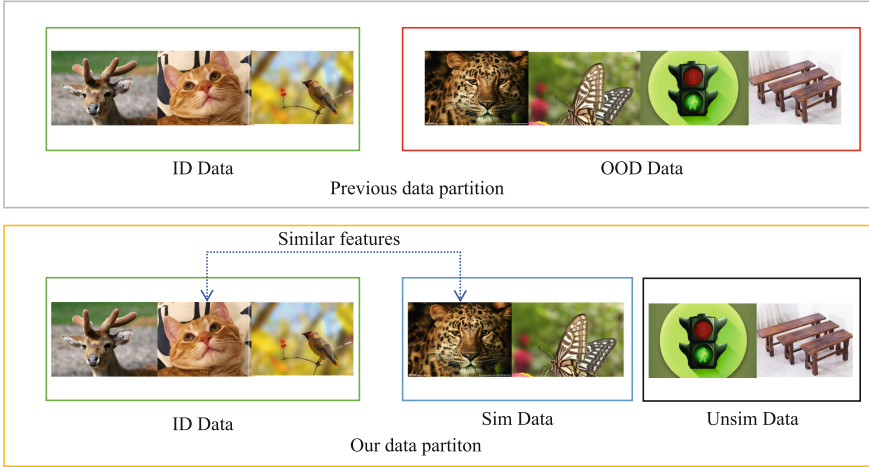 ID Data
OOD Data
Previous data partition
Similar features
ID Data
Sim Data
Unsim Data
Our data partiton